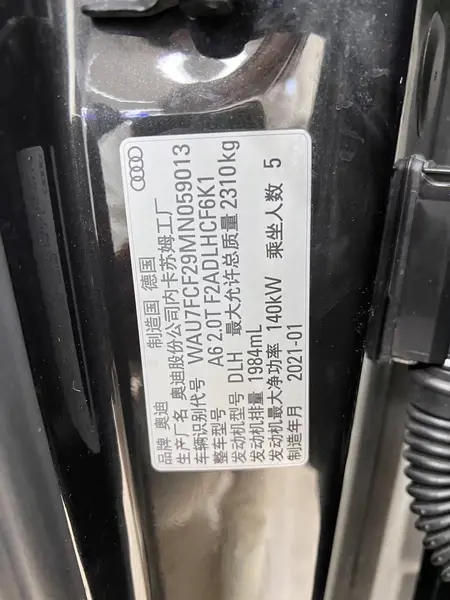 品牌 奥迪 制造国 德国
生产厂名 奥迪股份公司内卡苏姆工厂
车辆识别代号 WAU7FCF29MN059013
整车型号 A6 2.0T F2ADLHCF6K1
发动机型号 DLH 最大允许总质量 2310kg
发动机排量 1984mL
发动机最大净功率 140kW 乘坐人数 5
制造年月 2021-01